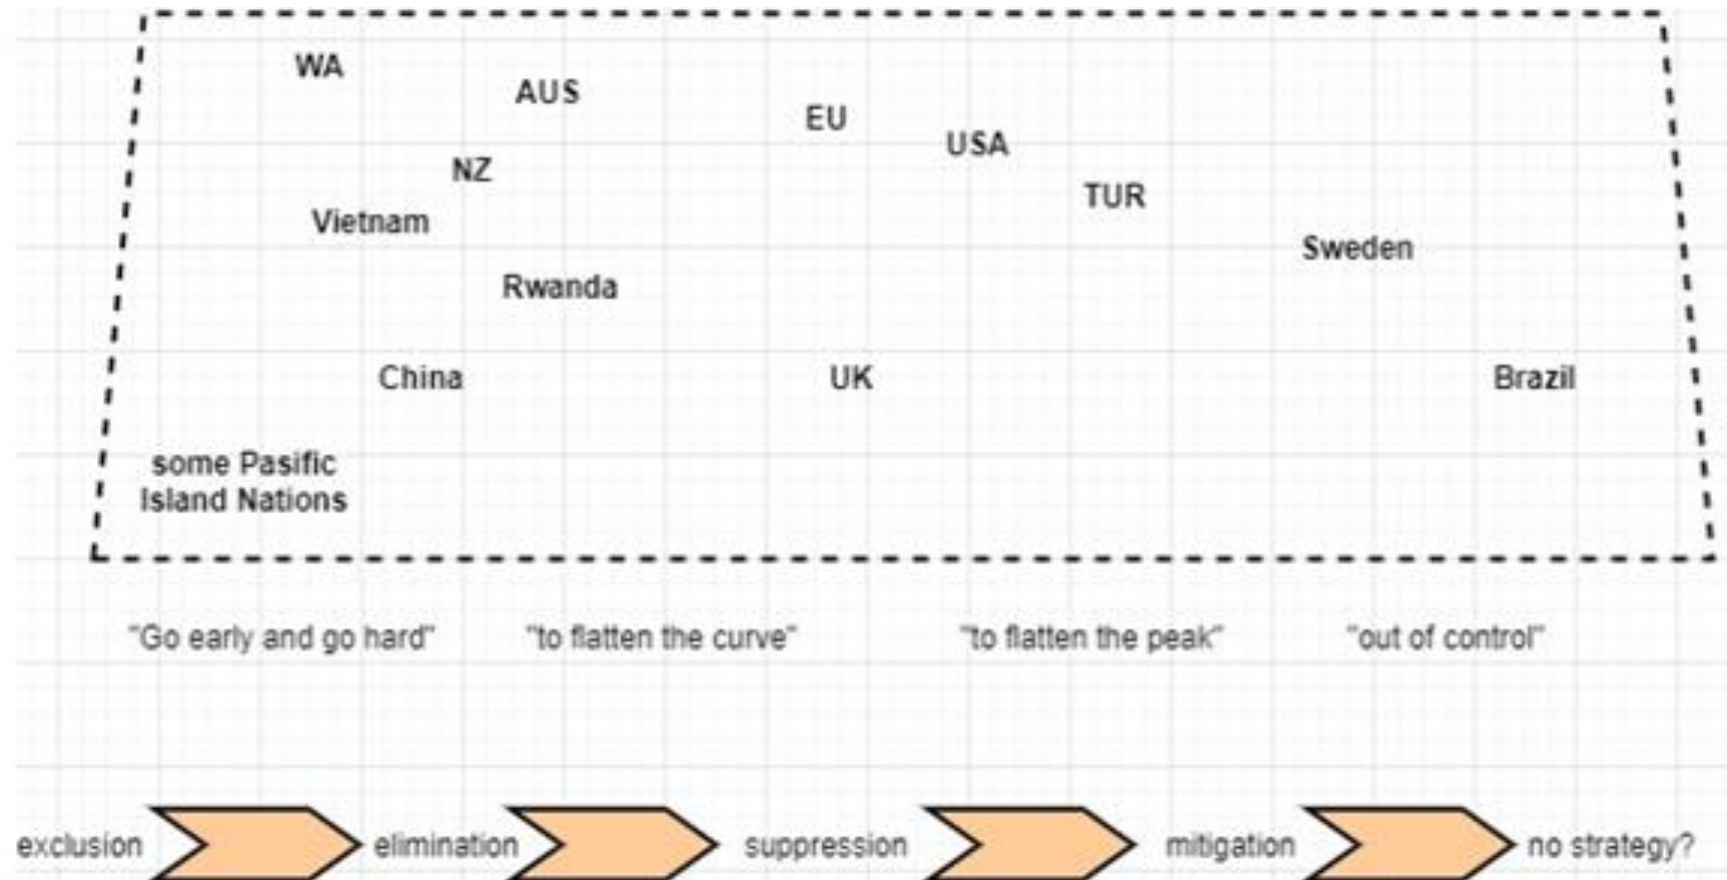 WA
AUS
EU
USA
NZ
TUR
Vietnam
Sweden
Rwanda
China
UK
Brazil
some Pasific
Island Nations
"Go early and go hard" "to flatten the curve" "to flatten the peak" "out of control"
exclusion elimination suppression mitigation no strategy?